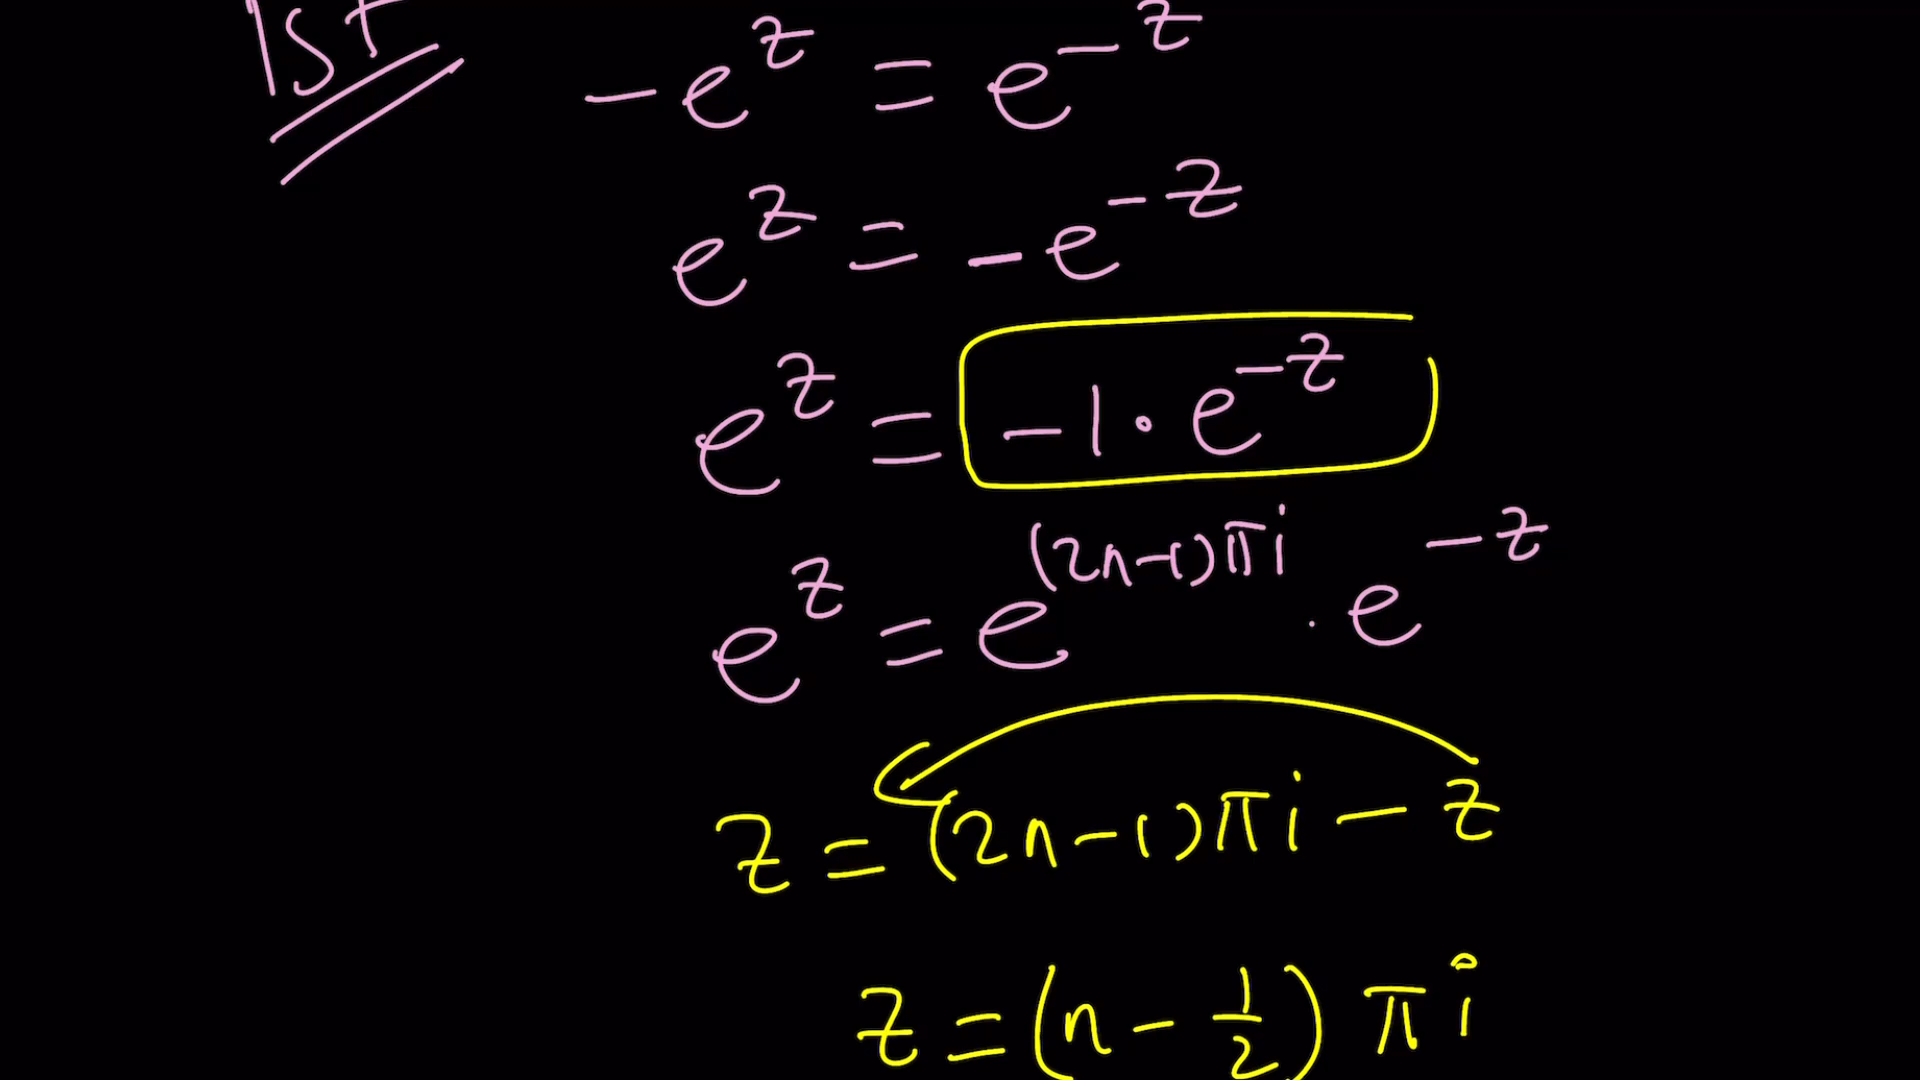 1st
-e^z = e^-z
e^z = -e^-z
e^z = -1 · e^-z
e^z = e^(2n-1)πi · e^-z
z = (2n-1)πi - z
z = (n - 1/2) πi